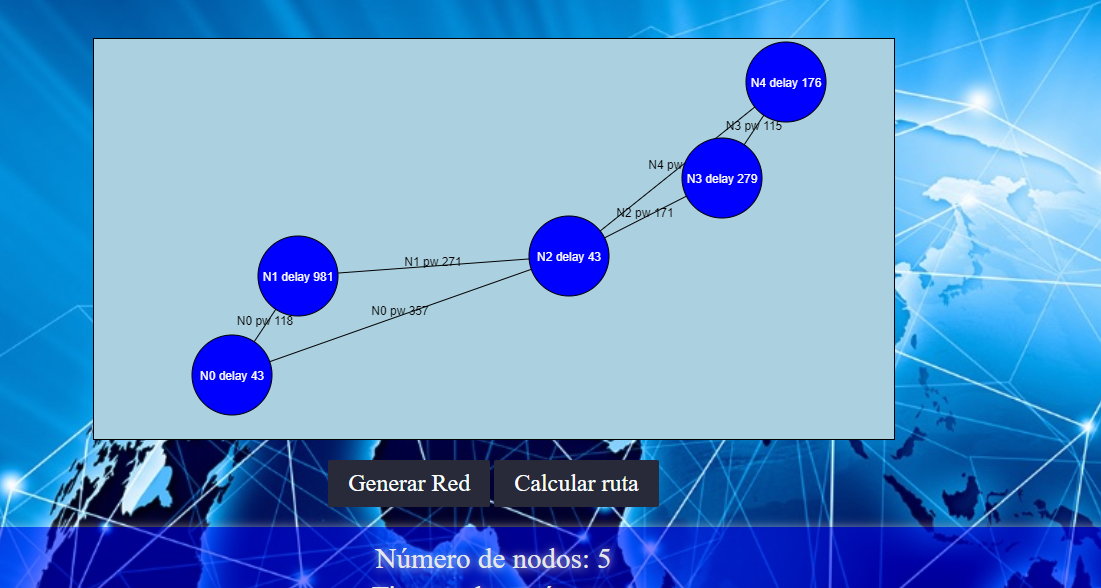 N4 delay 176
N3 pw 115
N4 pw
N3 delay 279
N2 pw 171
N2 delay 43
N1 pw 271
N1 delay 981
N0 pw 357
N0 pw 118
N0 delay 43
Generar Red
Calcular ruta
Número de nodos: 5